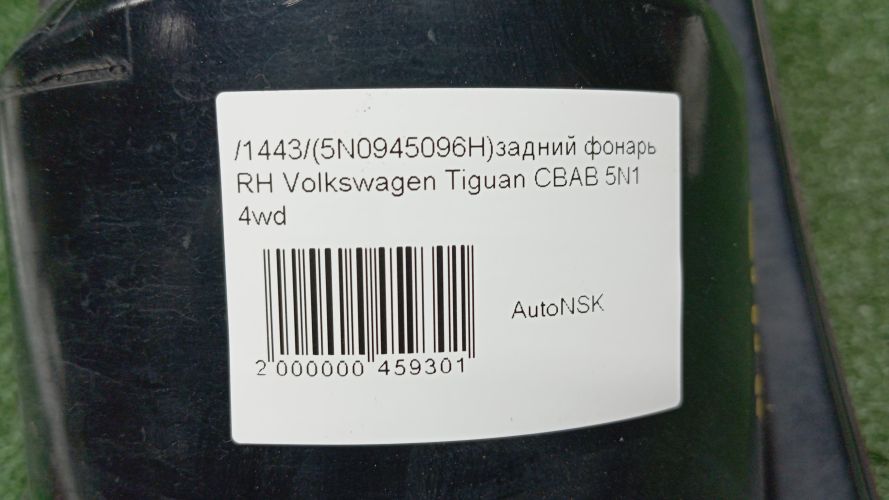 /1443/(5N0945096H)задний фонарь
RH Volkswagen Tiguan CBAB 5N1
4wd
AutoNSK
2 000000 459301